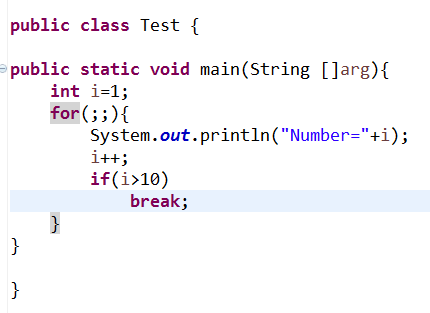 public class Test {
public static void main(String []arg){
int i=1;
for(;;){
System.out.println("Number="+i);
i++;
if(i>10)
break;
}
}
}